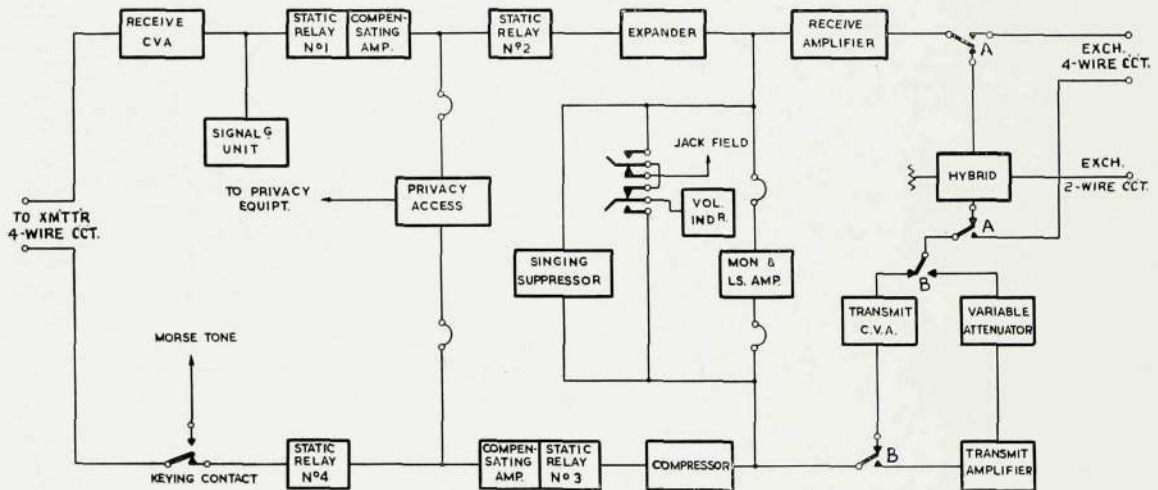 RECEIVE
CVA
STATIC
RELAY
Nº1
COMPEN-
SATING
AMP.
STATIC
RELAY
Nº2
EXPANDER
RECEIVE
AMPLIFIER
A
EXCH.
4-WIRE CCT.
SIGNALG
UNIT
JACK FIELD
TO PRIVACY
EQUIPT.
PRIVACY
ACCESS
VOL.
INDR.
HYBRID
EXCH.
2-WIRE CCT.
TO XMTTR
4-WIRE CCT.
A
SINGING
SUPPRESSOR
MON &
LS. AMP.
B
TRANSMIT
C.V.A.
VARIABLE
ATTENUATOR
MORSE TONE
KEYING CONTACT
STATIC
RELAY
Nº4
COMPEN-
SATING
AMP.
STATIC
RELAY
Nº3
COMPRESSOR
B
TRANSMIT
AMPLIFIER